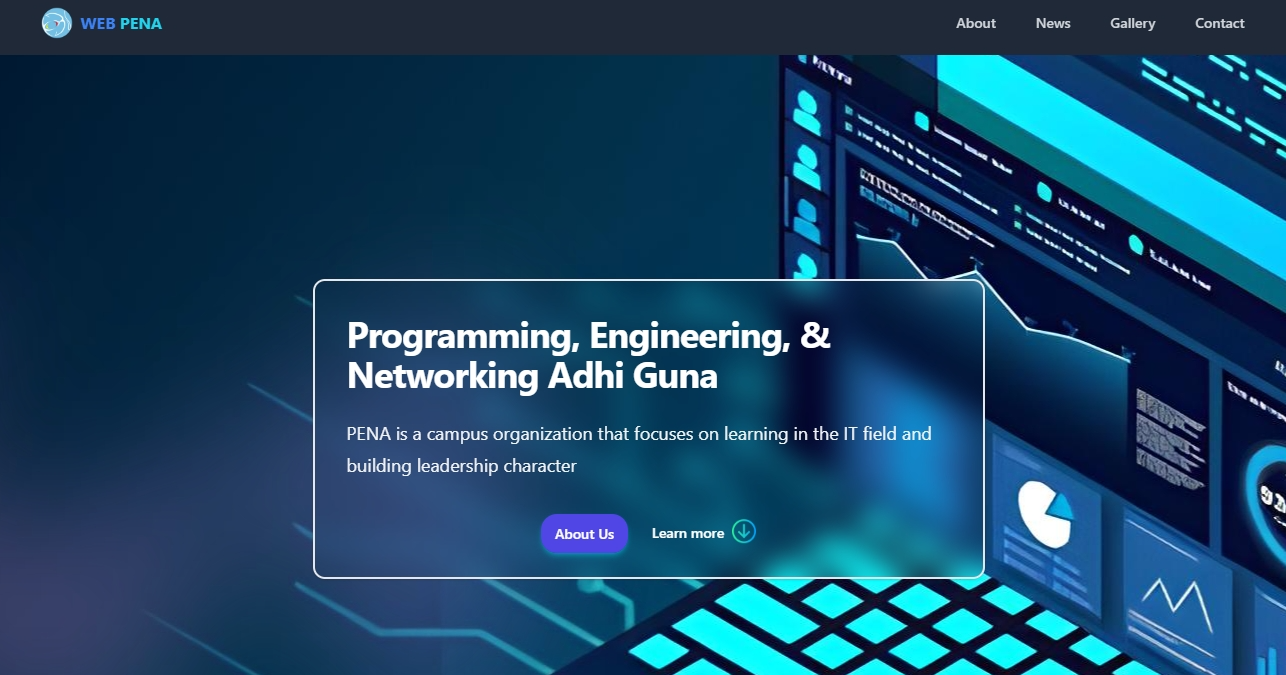 WEB PENA
About
News
Gallery
Contact
Programming, Engineering, &
Networking Adhi Guna
PENA is a campus organization that focuses on learning in the IT field and
building leadership character
About Us
Learn more